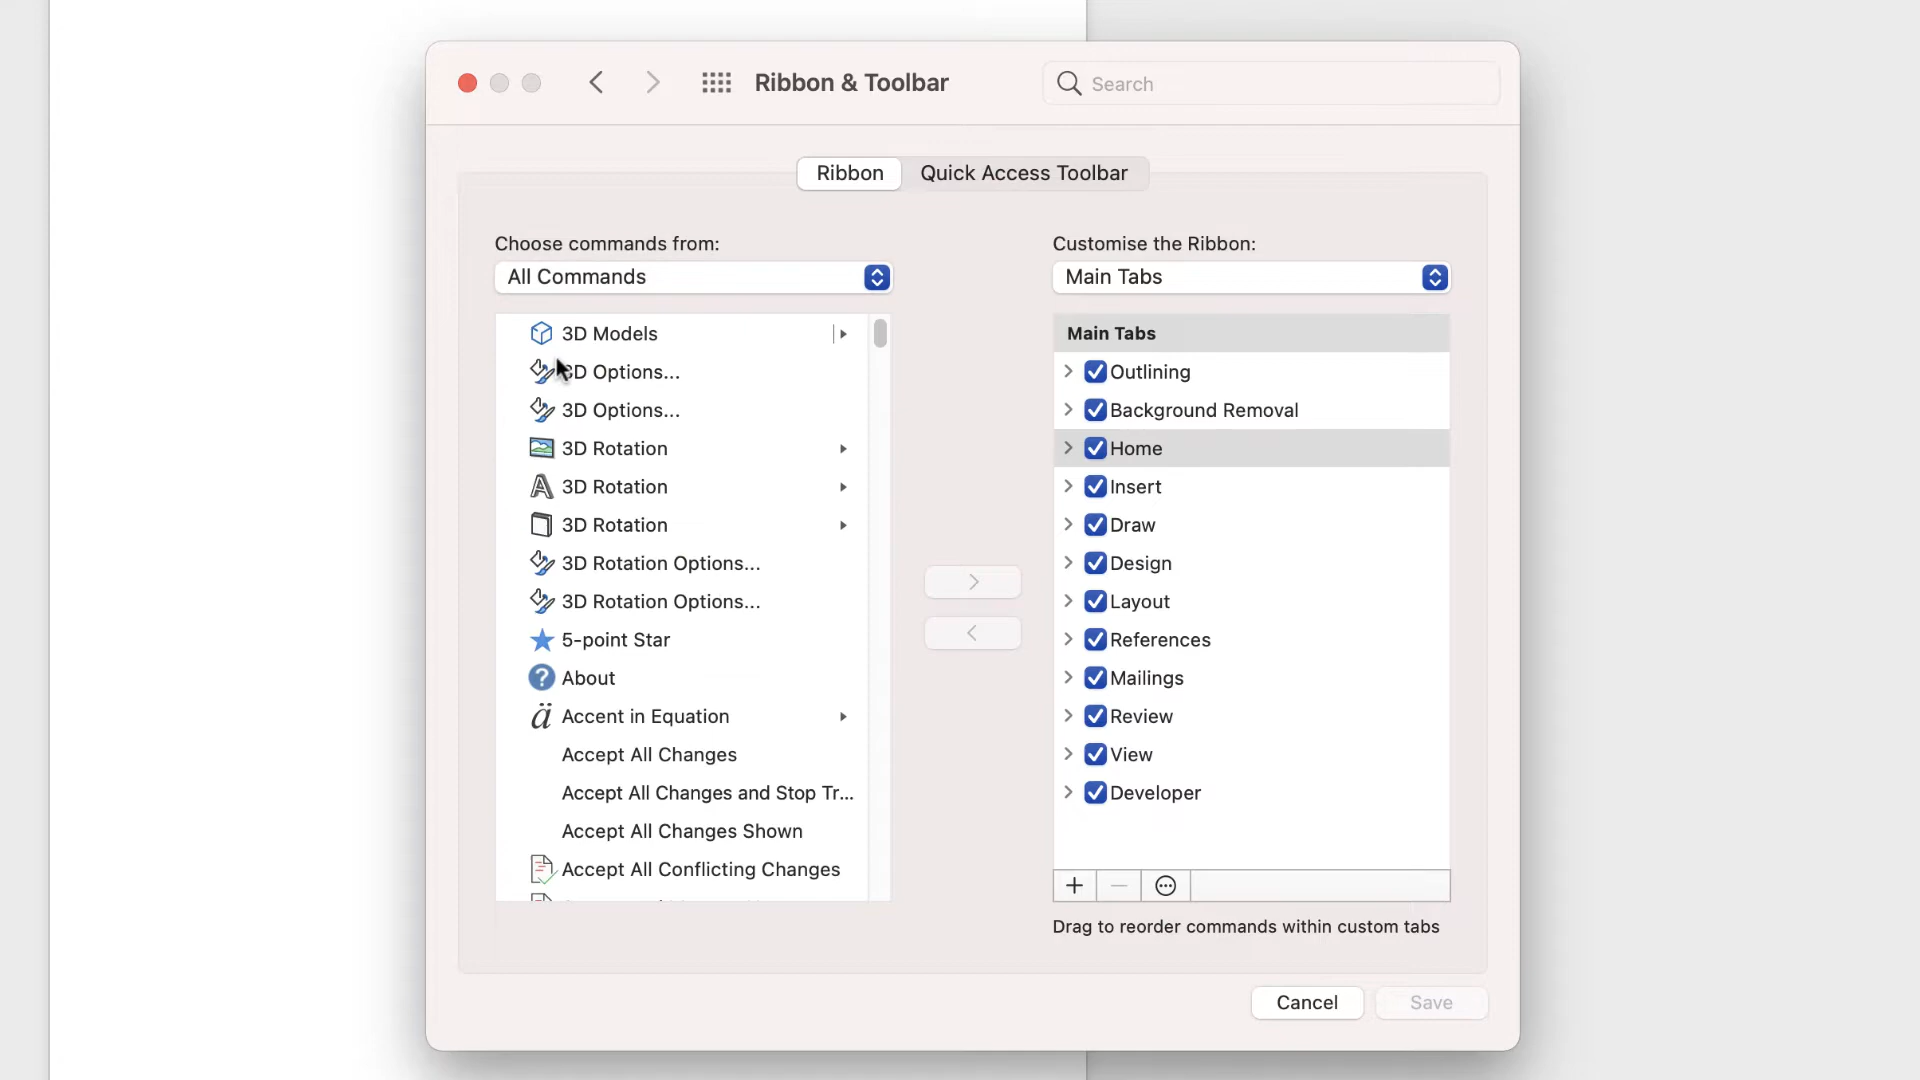 Ribbon & Toolbar
Search
Ribbon
Quick Access Toolbar
Choose commands from:
All Commands
3D Models
3D Options...
3D Options...
3D Rotation
3D Rotation
3D Rotation
3D Rotation Options...
3D Rotation Options...
5-point Star
About
ä Accent in Equation
Accept All Changes
Accept All Changes and Stop Tr...
Accept All Changes Shown
Accept All Conflicting Changes
Customise the Ribbon:
Main Tabs
Main Tabs
Outlining
Background Removal
Home
Insert
Draw
Design
Layout
References
Mailings
Review
View
Developer
Drag to reorder commands within custom tabs
Cancel
Save